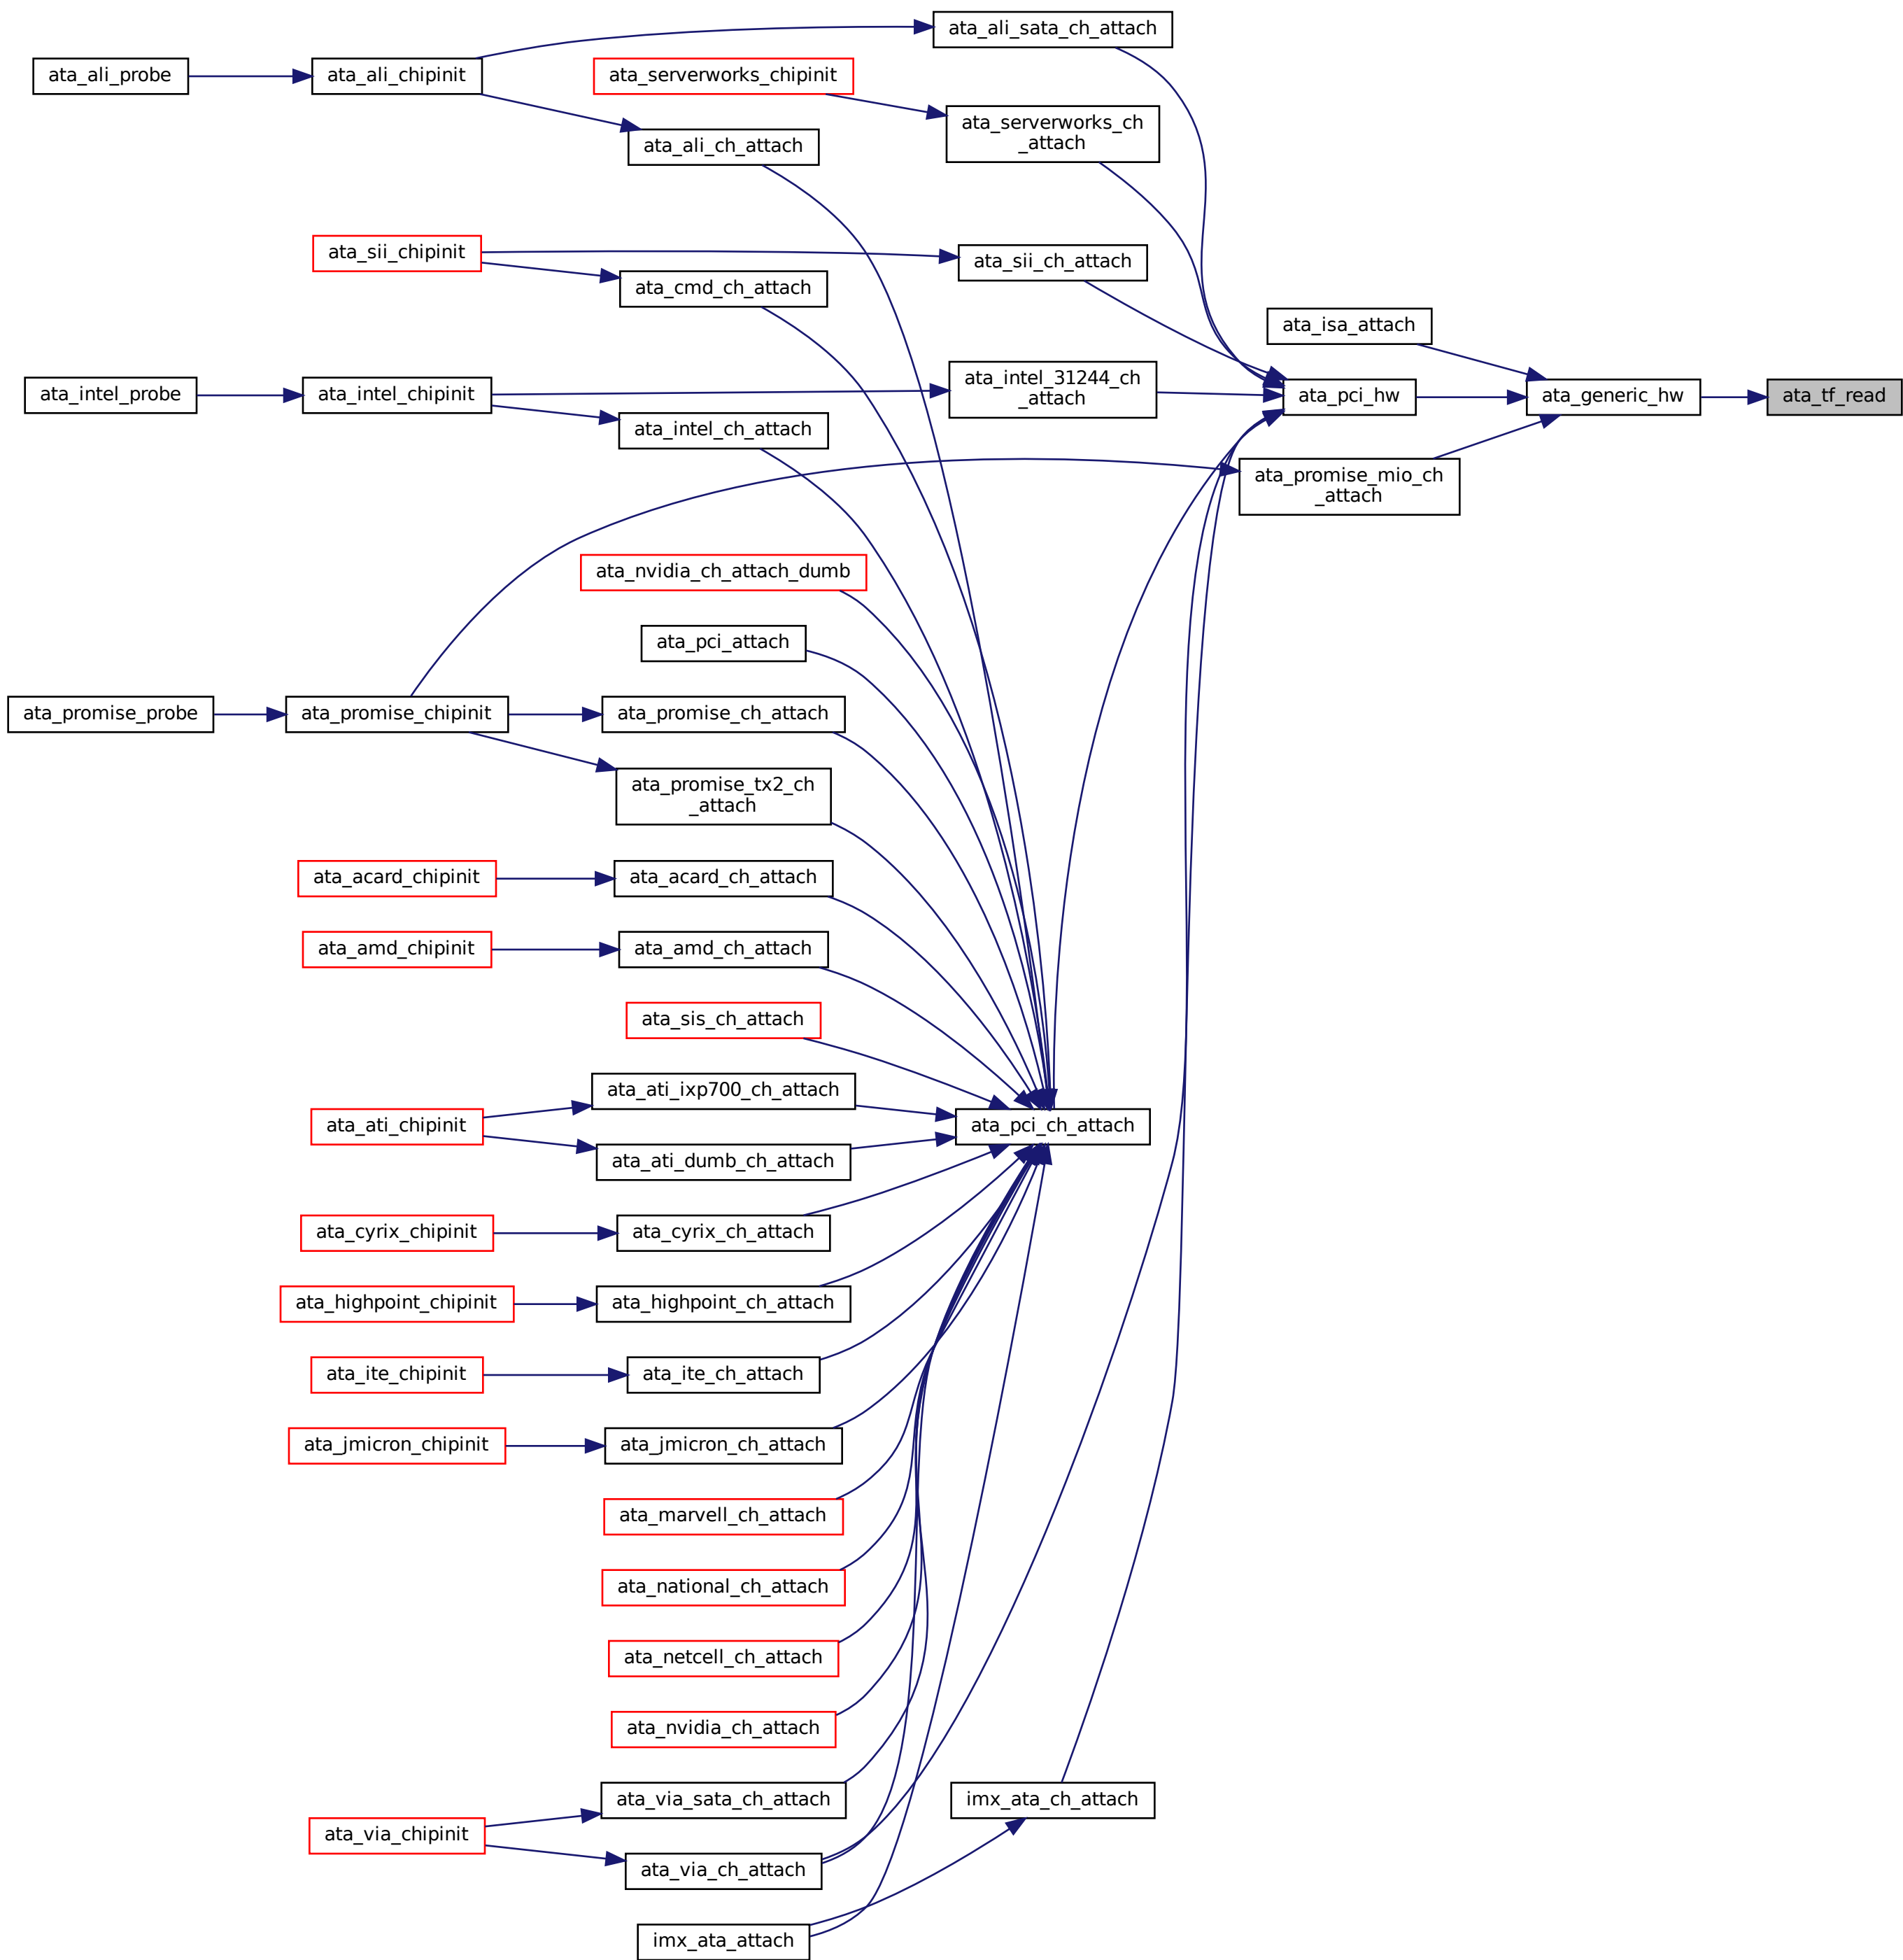 ata_ali_sata_ch_attach
ata_ali_probe
ata_ali_chipinit
ata_serverworks_chipinit
ata_serverworks_ch
_attach
ata_ali_ch_attach
ata_sii_chipinit
ata_sii_ch_attach
ata_cmd_ch_attach
ata_isa_attach
ata_intel_probe
ata_intel_chipinit
ata_intel_31244_ch
_attach
ata_pci_hw
ata_generic_hw
ata_tf_read
ata_intel_ch_attach
ata_promise_mio_ch
_attach
ata_nvidia_ch_attach_dumb
ata_pci_attach
ata_promise_probe
ata_promise_chipinit
ata_promise_ch_attach
ata_promise_tx2_ch
_attach
ata_acard_chipinit
ata_acard_ch_attach
ata_amd_chipinit
ata_amd_ch_attach
ata_sis_ch_attach
ata_ati_ixp700_ch_attach
ata_ati_chipinit
ata_pci_ch_attach
ata_ati_dumb_ch_attach
ata_cyrix_chipinit
ata_cyrix_ch_attach
ata_highpoint_chipinit
ata_highpoint_ch_attach
ata_ite_chipinit
ata_ite_ch_attach
ata_jmicron_chipinit
ata_jmicron_ch_attach
ata_marvell_ch_attach
ata_national_ch_attach
ata_netcell_ch_attach
ata_nvidia_ch_attach
ata_via_sata_ch_attach
imx_ata_ch_attach
ata_via_chipinit
ata_via_ch_attach
imx_ata_attach